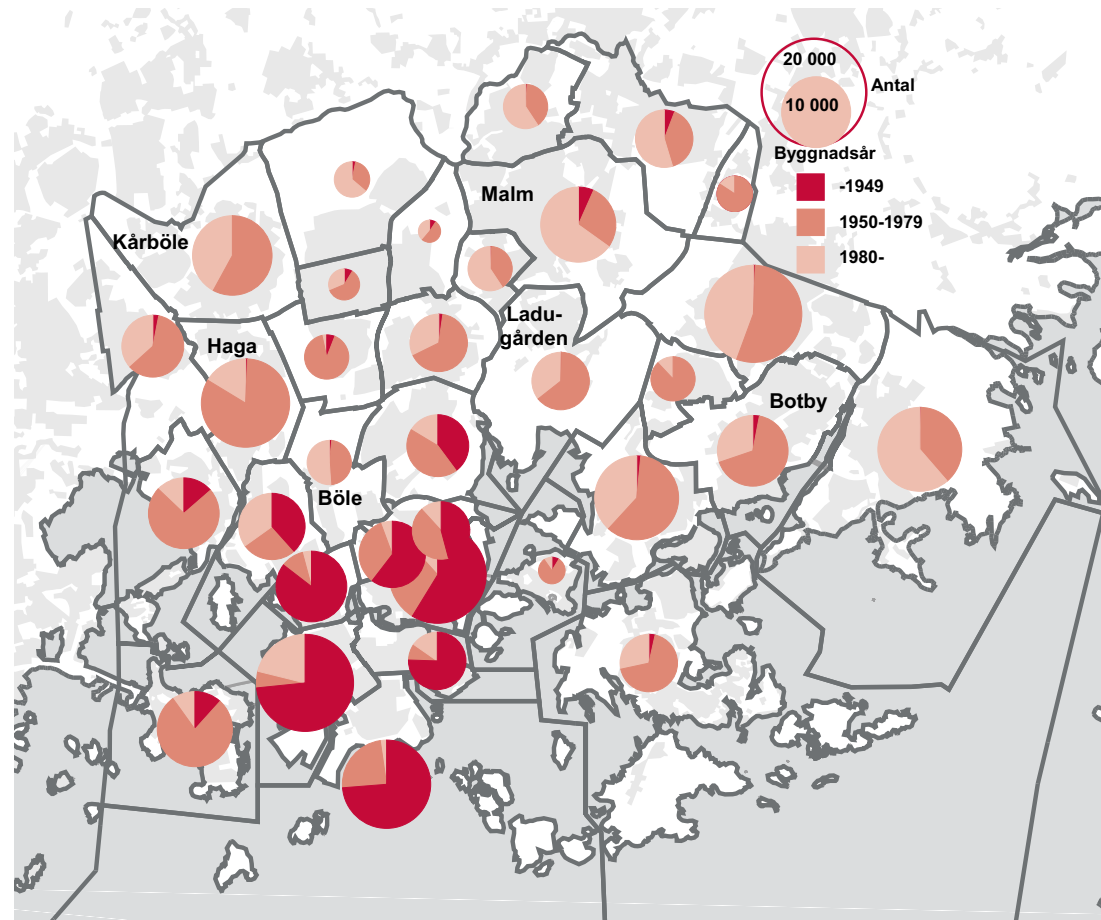 20 000
Antal
10 000
Byggnadsår
-1949
1950-1979
1980-
Malm
Kårböle
Ladu-
gården
Haga
Botby
Böle